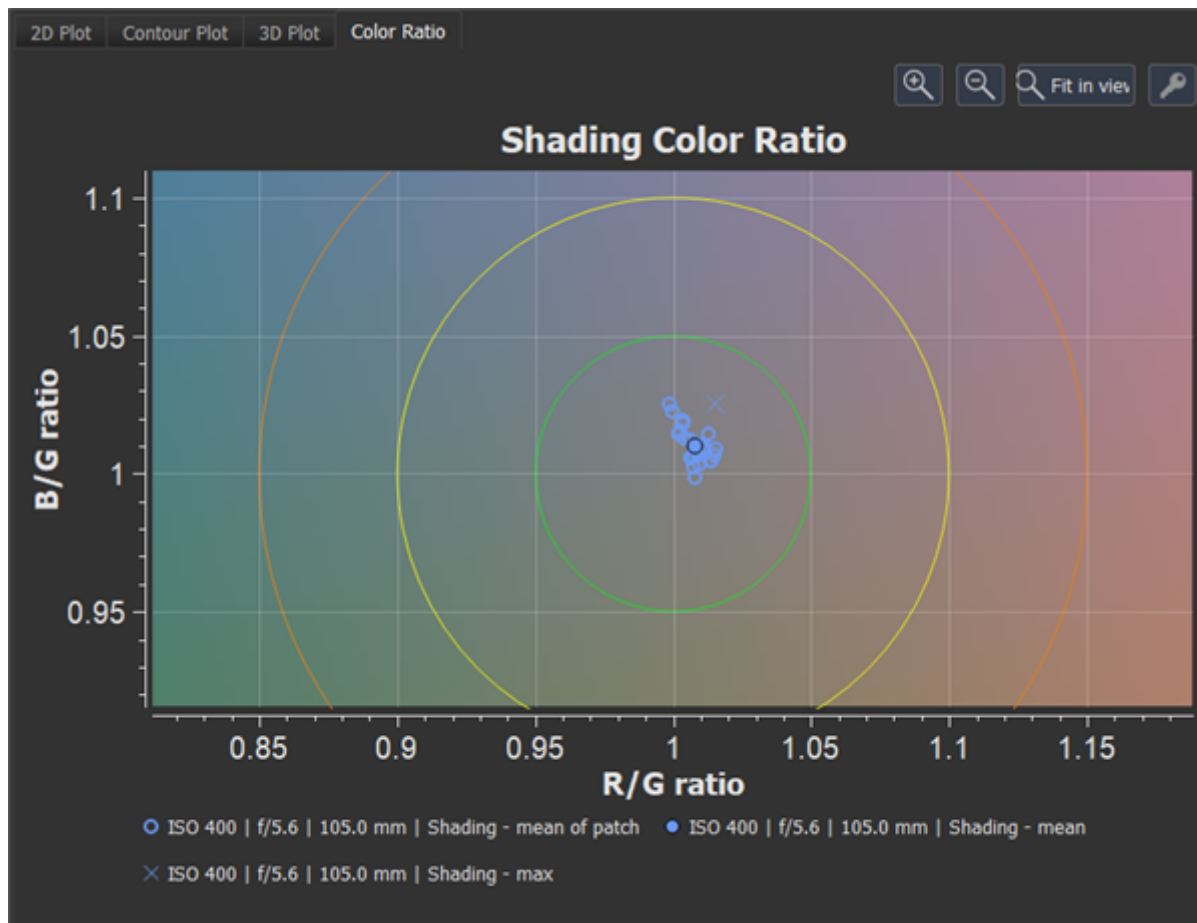 2D Plot Contour Plot 3D Plot Color Ratio
Fit in view
Shading Color Ratio
1.1
1.05
1
0.95
B/G ratio
0.85 0.9 0.95 1 1.05 1.1 1.15
R/G ratio
ISO 400 | f/5.6 | 105.0 mm | Shading - mean of patch ISO 400 | f/5.6 | 105.0 mm | Shading - mean
ISO 400 | f/5.6 | 105.0 mm | Shading - max